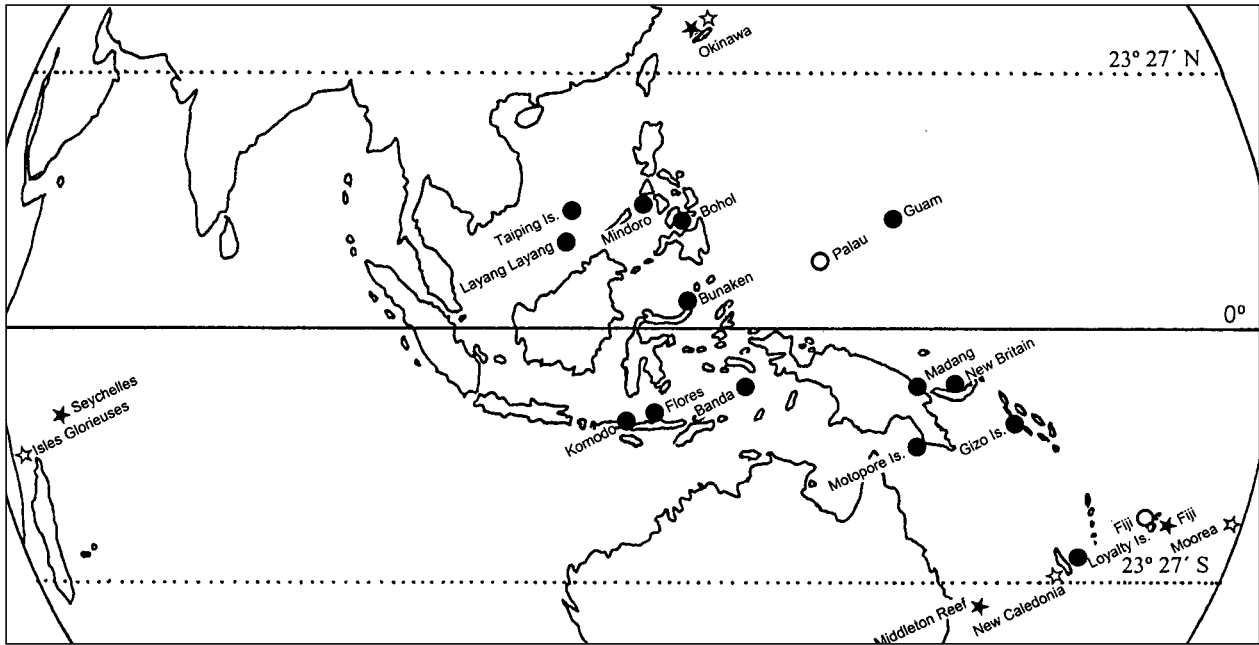 Okinawa
23° 27´ N
Taiping Is.
Mindoro
Bohol
Guam
Layang Layang
Palau
Bunaken
0°
Madang
New Britain
Seychelles
Isles Glorieuses
Komodo
Flores
Banda
Gizo Is.
Motopore Is.
Fiji
Fiji
Moorea
Loyalty Is.
23° 27´ S
New Caledonia
Middleton Reef